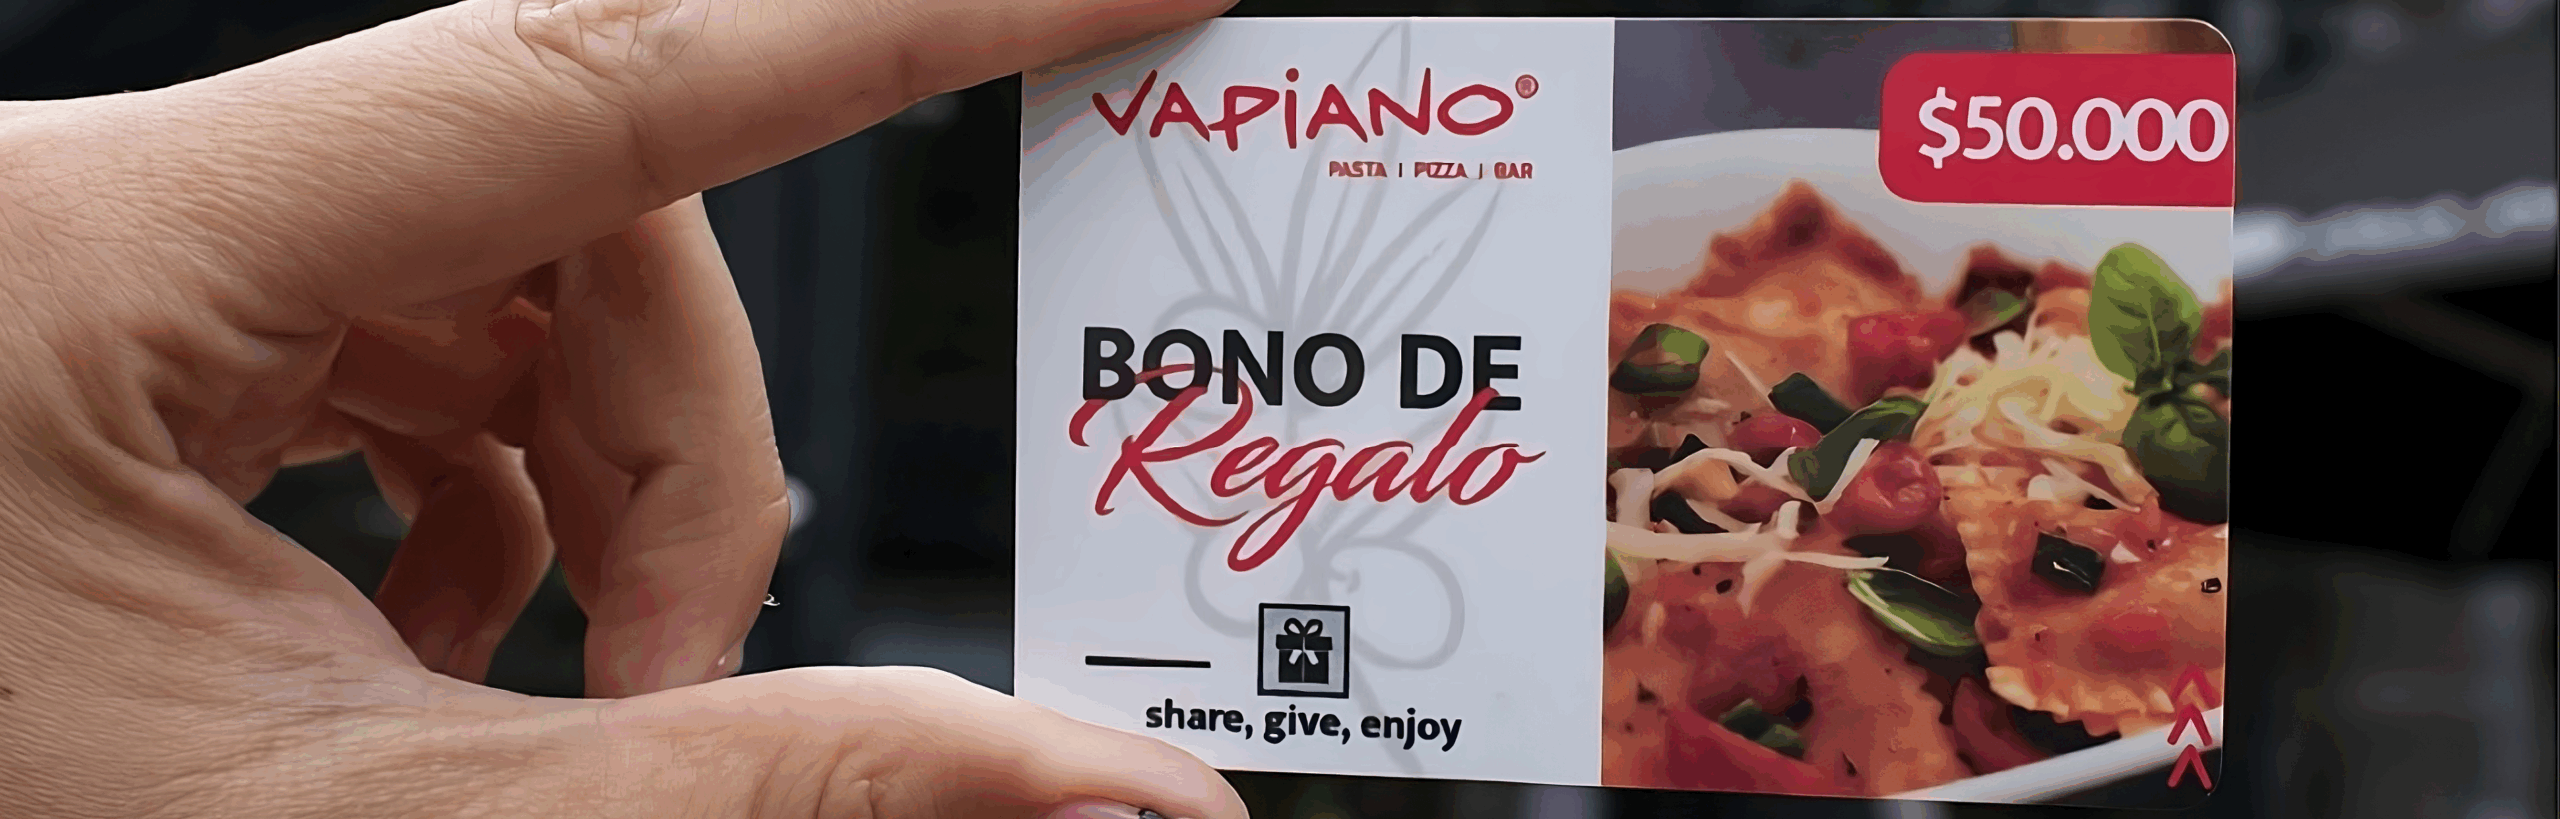 VAPIANO®
PASTA | PIZZA | BAR
$50.000
BONO DE
Regalo
share, give, enjoy